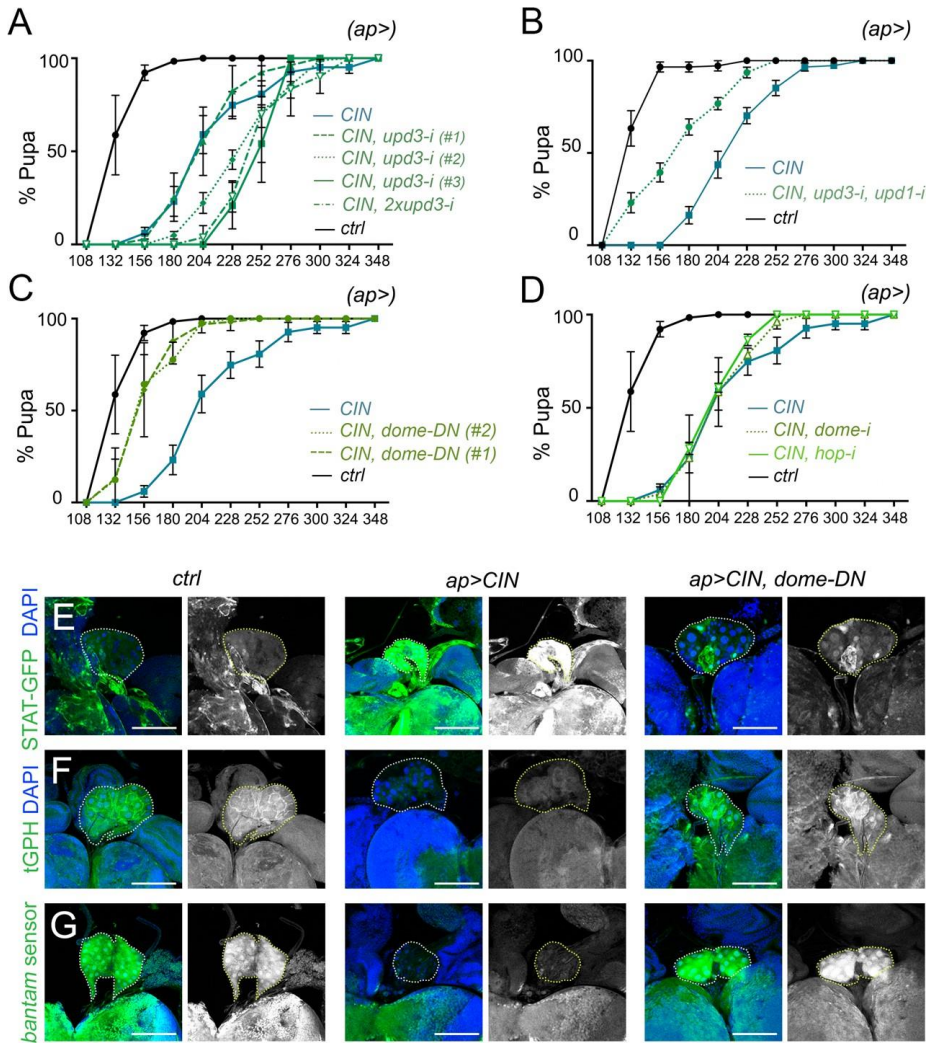 A
(ap>)
100
50
0
% Pupa
CIN
CIN, upd3-i (#1)
CIN, upd3-i (#2)
CIN, upd3-i (#3)
CIN, 2xupd3-i
ctrl
108 132 156 180 204 228 252 276 300 324 348
B
(ap>)
100
50
0
% Pupa
CIN
CIN, upd3-i, upd1-i
ctrl
108 132 156 180 204 228 252 276 300 324 348
C
(ap>)
100
50
0
% Pupa
CIN
CIN, dome-DN (#2)
CIN, dome-DN (#1)
ctrl
108 132 156 180 204 228 252 276 300 324 348
D
(ap>)
100
50
0
% Pupa
CIN
CIN, dome-i
CIN, hop-i
ctrl
108 132 156 180 204 228 252 276 300 324 348
ctrl
ap>CIN
ap>CIN, dome-DN
E
STAT-GFP DAPI
F
tGPH DAPI
G
bantam sensor